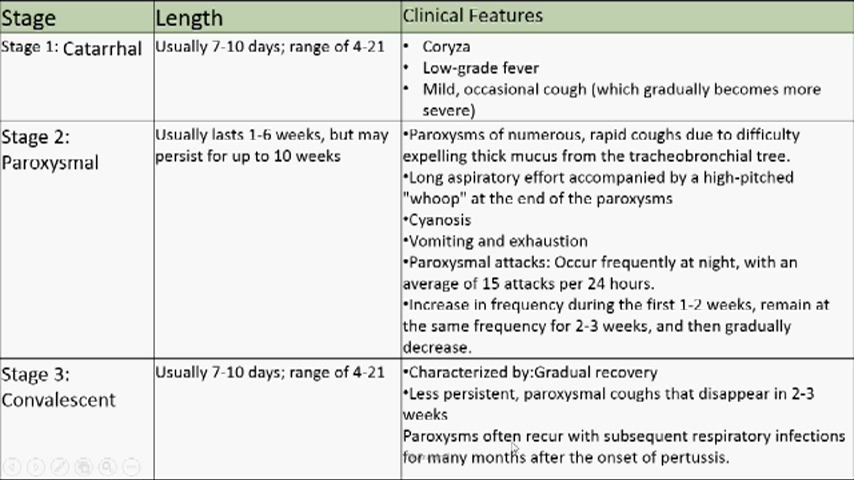 Stage
Length
Clinical Features
Stage 1: Catarrhal
Usually 7-10 days; range of 4-21
• Coryza
• Low-grade fever
• Mild, occasional cough (which gradually becomes more
severe)
Stage 2:
Paroxysmal
Usually lasts 1-6 weeks, but may
persist for up to 10 weeks
•Paroxysms of numerous, rapid coughs due to difficulty
expelling thick mucus from the tracheobronchial tree.
•Long aspiratory effort accompanied by a high-pitched
"whoop" at the end of the paroxysms
•Cyanosis
•Vomiting and exhaustion
•Paroxysmal attacks: Occur frequently at night, with an
average of 15 attacks per 24 hours.
•Increase in frequency during the first 1-2 weeks, remain at
the same frequency for 2-3 weeks, and then gradually
decrease.
Stage 3:
Convalescent
Usually 7-10 days; range of 4-21
•Characterized by:Gradual recovery
•Less persistent, paroxysmal coughs that disappear in 2-3
weeks
Paroxysms often recur with subsequent respiratory infections
for many months after the onset of pertussis.